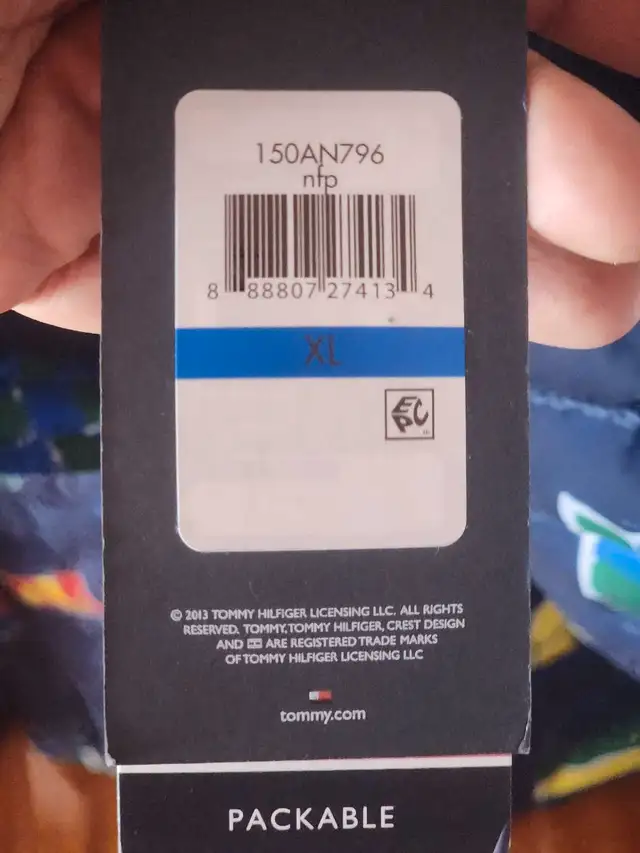 150AN796
nfp
8 88807 27413 4
XL
EPC
© 2013 TOMMY HILFIGER LICENSING LLC. ALL RIGHTS
RESERVED. TOMMY, TOMMY HILFIGER, CREST DESIGN
AND ARE REGISTERED TRADE MARKS
OF TOMMY HILFIGER LICENSING LLC
tommy.com
PACKABLE